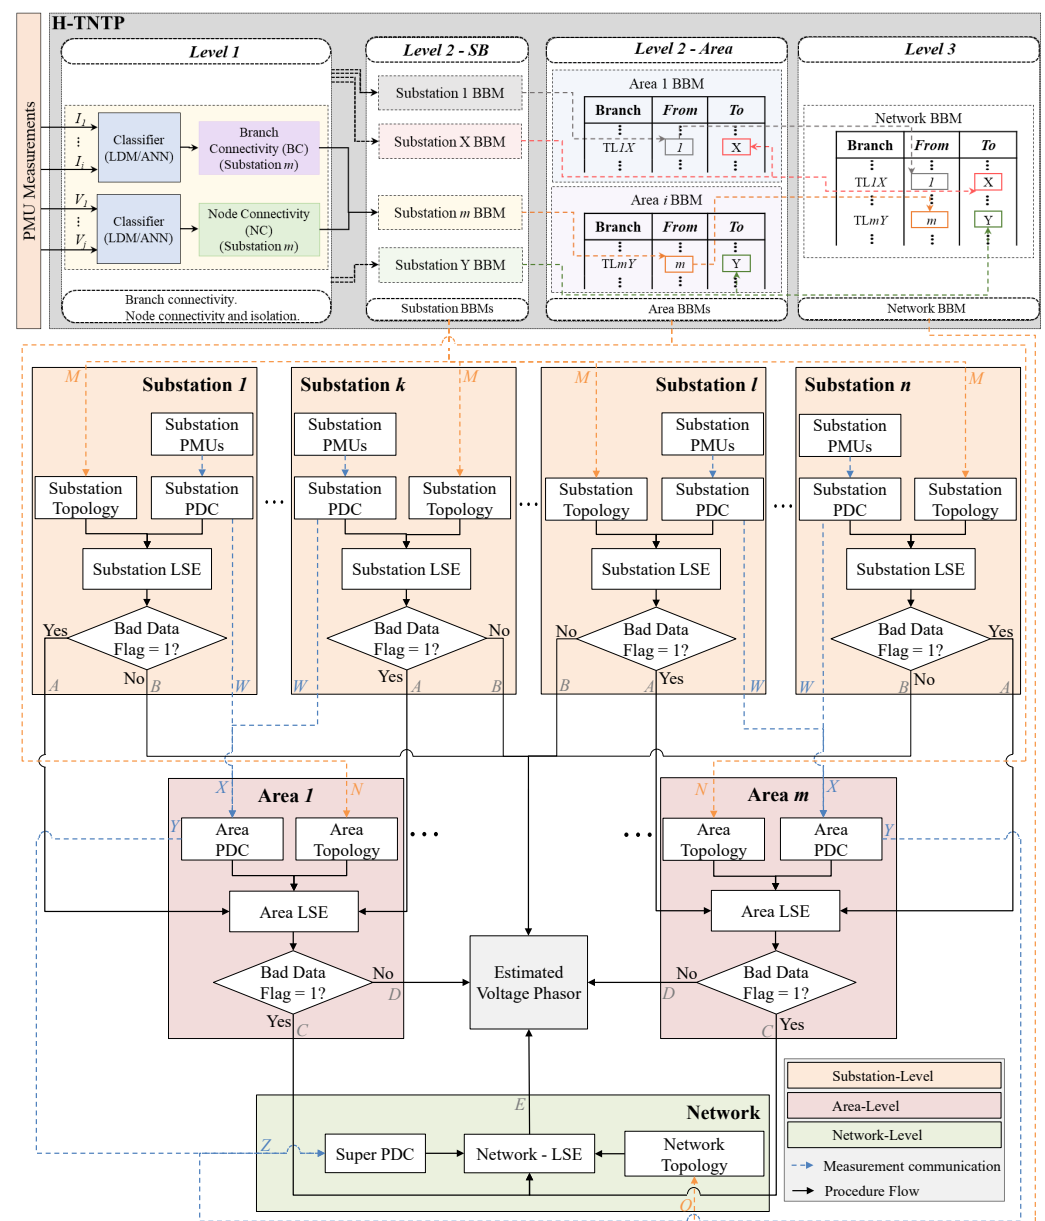 H-TNTP
PMU Measurements
Level 1
I1
⋮
Ii
Classifier
(LDM/ANN)
Branch
Connectivity (BC)
(Substation m)
V1
⋮
Vj
Classifier
(LDM/ANN)
Node Connectivity
(NC)
(Substation m)
Branch connectivity.
Node connectivity and isolation.
Level 2 - SB
Substation 1 BBM
Substation X BBM
Substation m BBM
Substation Y BBM
Substation BBMs
Level 2 - Area
Area 1 BBM
Branch From To
⋮ ⋮ ⋮
TL1X 1 X
⋮ ⋮ ⋮
Area i BBM
Branch From To
⋮ ⋮ ⋮
TLmY m Y
⋮ ⋮ ⋮
Area BBMs
Level 3
Network BBM
Branch From To
⋮ ⋮ ⋮
TL1X 1 X
⋮ ⋮ ⋮
TLmY m Y
⋮ ⋮ ⋮
Network BBM
Substation 1
M
Substation
PMUs
Substation
Topology
Substation
PDC
Substation LSE
Bad Data
Flag = 1?
Yes
No
A B W
...
Substation k
M
Substation
PMUs
Substation
PDC
Substation
Topology
Substation LSE
Bad Data
Flag = 1?
No
Yes
W A B
...
Substation l
M
Substation
PMUs
Substation
Topology
Substation
PDC
Substation LSE
Bad Data
Flag = 1?
No
Yes
B A W
...
Substation n
M
Substation
PMUs
Substation
PDC
Substation
Topology
Substation LSE
Bad Data
Flag = 1?
Yes
No
W B A
Area 1
X N
Y
Area
PDC
Area
Topology
Area LSE
Bad Data
Flag = 1?
No
D
Yes
C
...
...
Area m
N X
Y
Area
Topology
Area
PDC
Area LSE
Bad Data
Flag = 1?
No
D
Yes
C
Estimated
Voltage Phasor
E
Network
Z
Super PDC
Network - LSE
Network
Topology
O
Substation-Level
Area-Level
Network-Level
Measurement communication
Procedure Flow